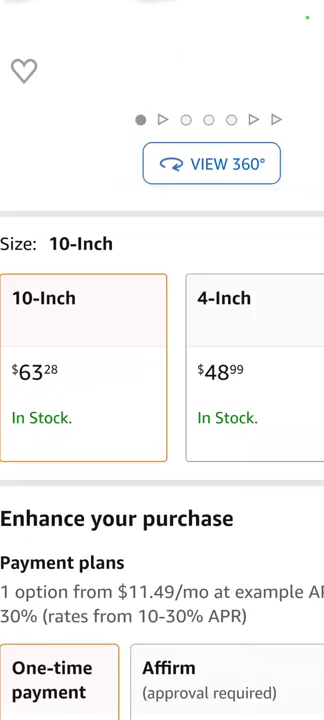 VIEW 360°
Size: 10-Inch
10-Inch
$63.28
In Stock.
4-Inch
$48.99
In Stock.
Enhance your purchase
Payment plans
1 option from $11.49/mo at example
30% (rates from 10-30% APR)
One-time
payment
Affirm
(approval required)